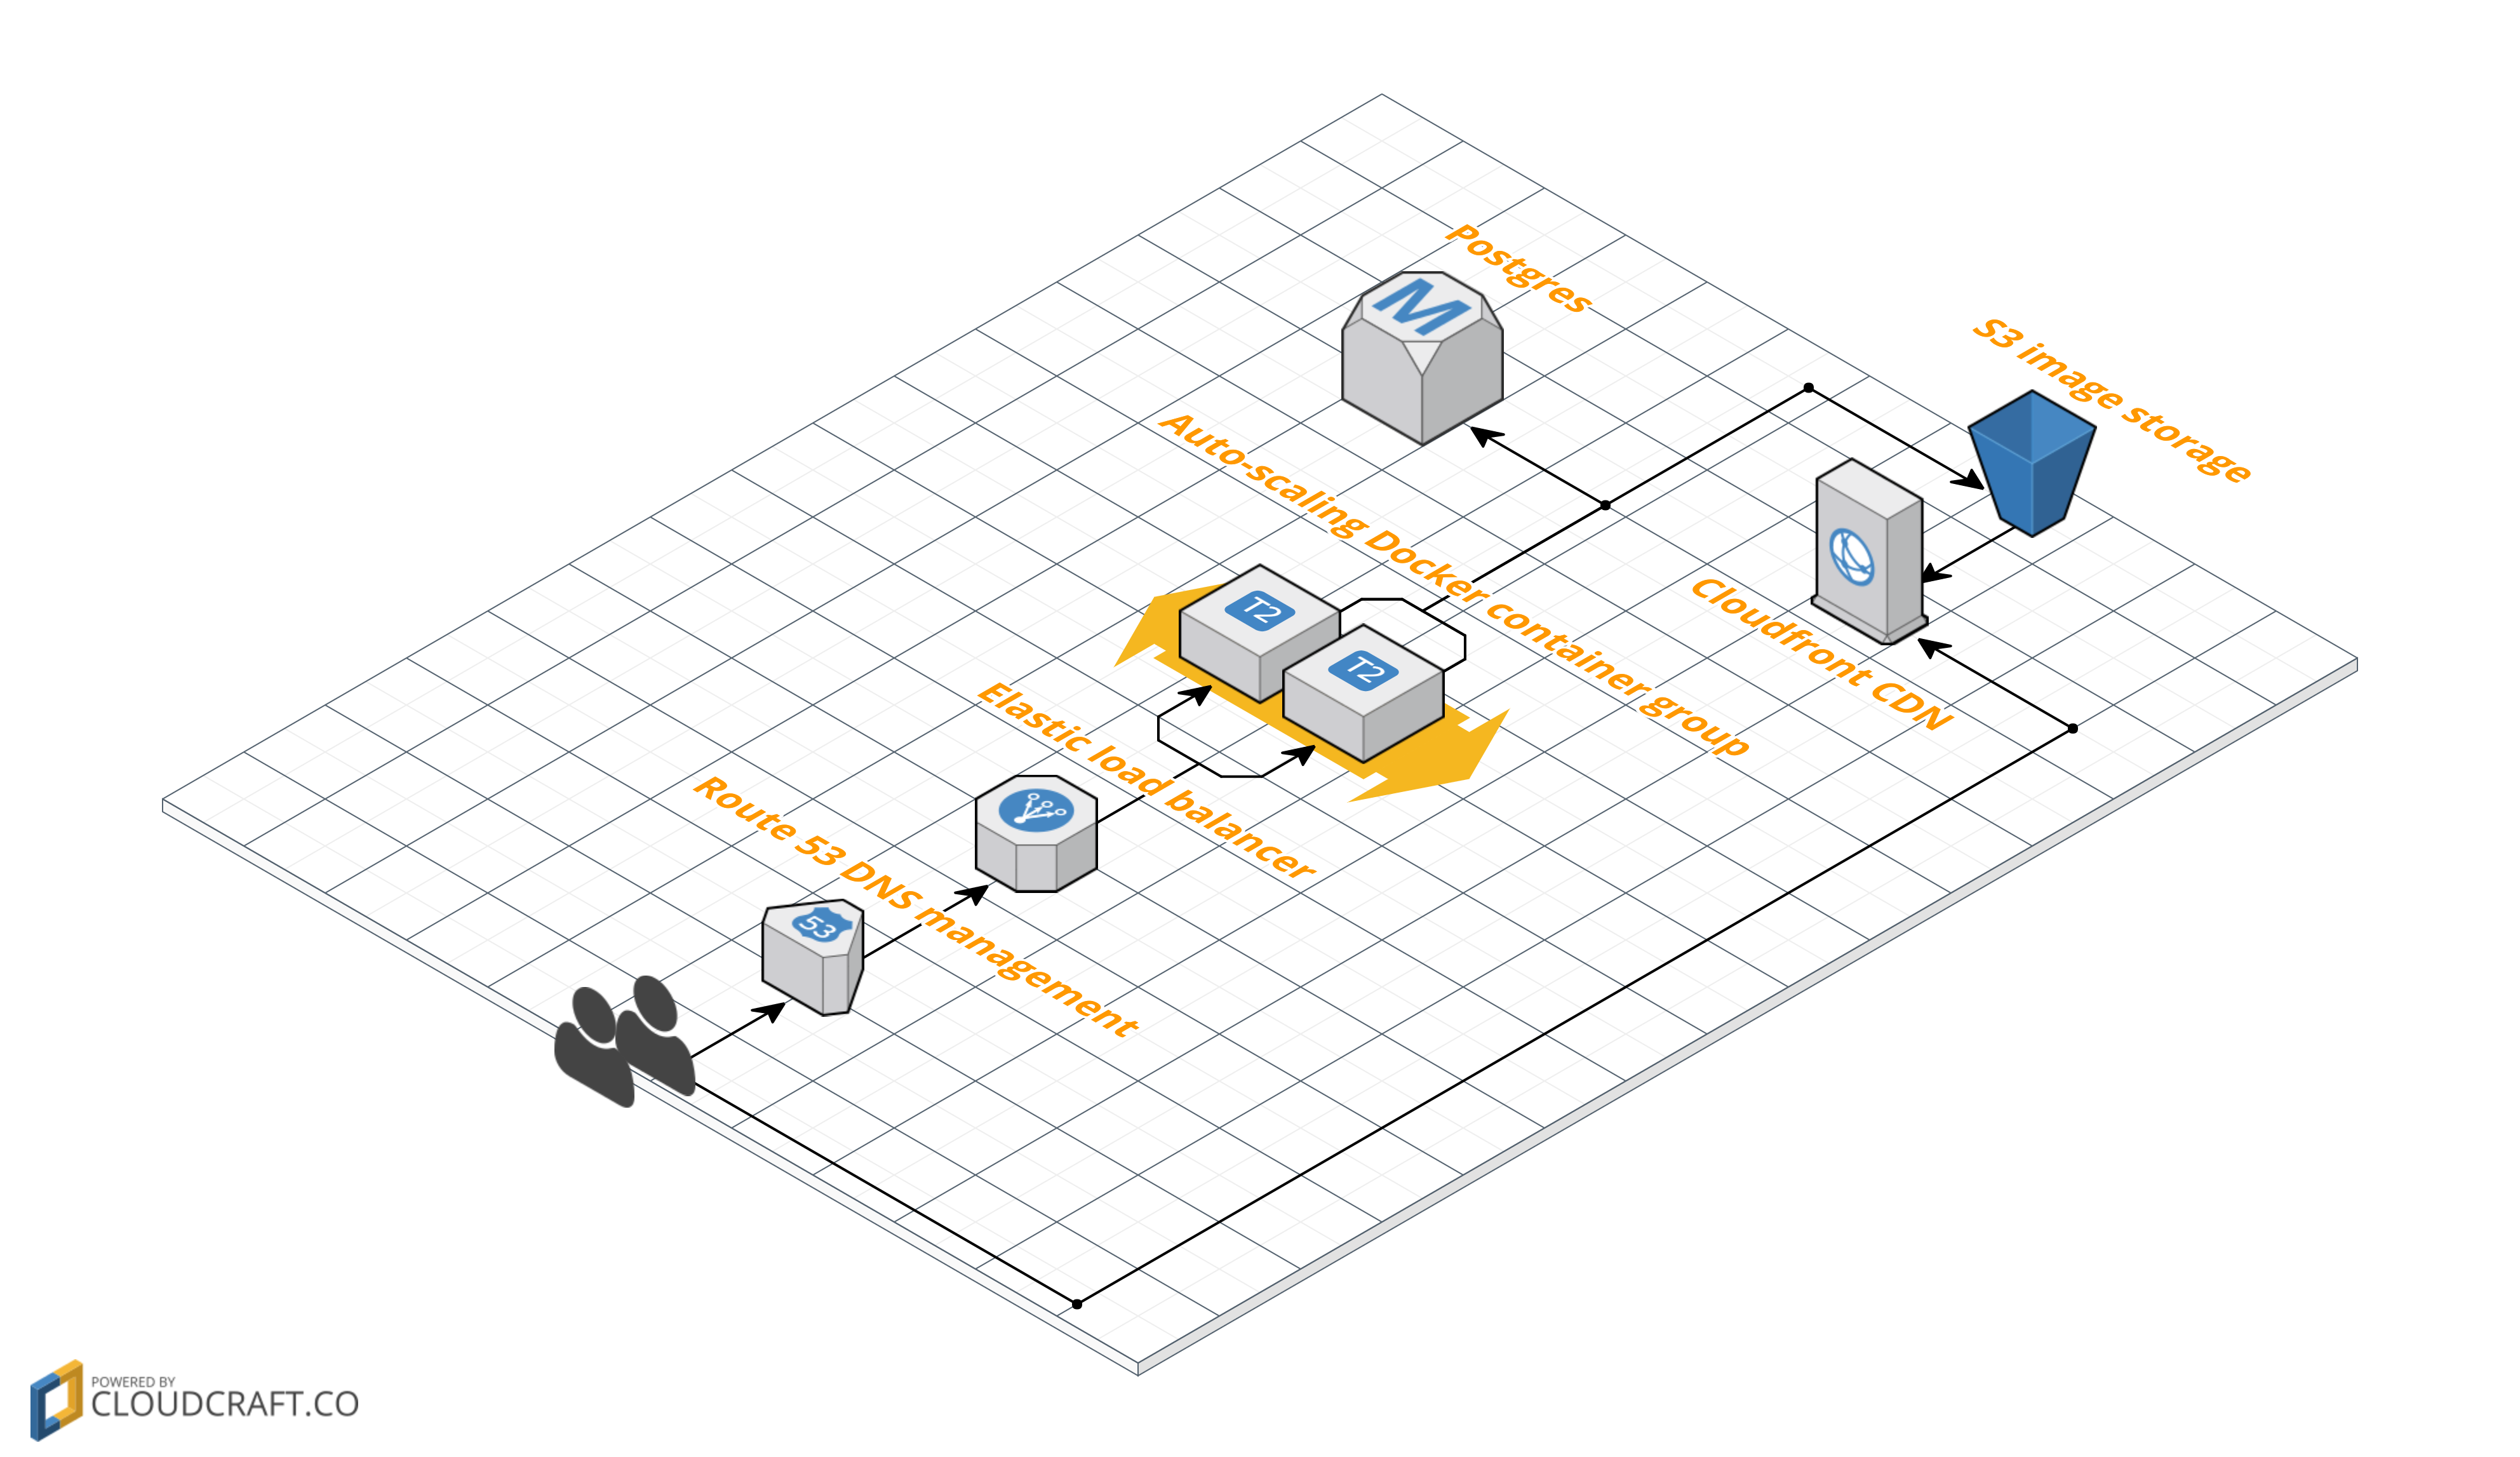 Postgres
S3 image storage
Auto-scaling Docker container group
Cloudfront CDN
Elastic load balancer
Route 53 DNS management
M
T2
T2
53
POWERED BY
CLOUDCRAFT.CO